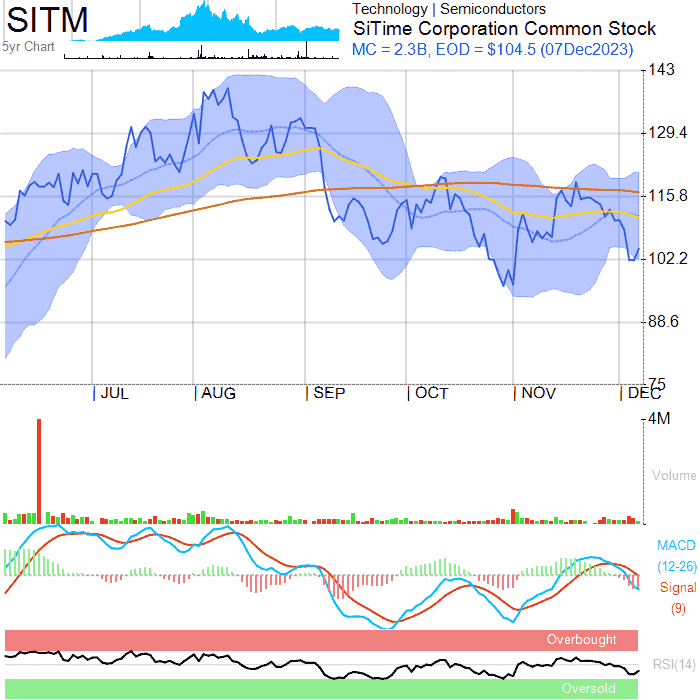 SITM
5yr Chart
Technology | Semiconductors
SiTime Corporation Common Stock
MC = 2.3B, EOD = $104.5 (07Dec2023)
143
129.4
115.8
102.2
88.6
75
JUL AUG SEP OCT NOV DEC
4M
Volume
MACD
(12-26)
Signal
(9)
Overbought
RSI(14)
Oversold